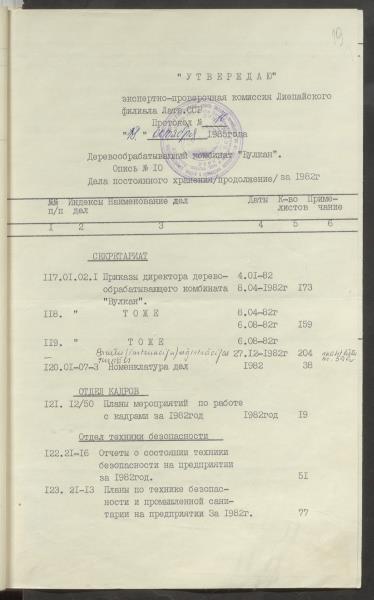 19
"УТВЕРЕДАЮ"
экспертно-проверочная комиссия Лиепайского
филиала Латв.ССР
Протокол №
"19." октября 1985года
Деревообрабатывающий комбинат "Вулкан".
Опись № 10
Дела постоянного хранения/продолжение/за 1982г
№№ Индексы Наименование дел Даты К-во Приме-
п/п дел листов чание
1 2 3 4 5 6
СЕКРЕТАРИАТ
117.01.02.1 Приказы директора дерево- 4.01-82
обрабатывающего комбината 8.04-1982г 173
"Вулкан".
118. " ТОЖЕ 8.04-82г
6.08-82г 159
119. " ТОЖЕ 6.08-82г
27.12-1982г 204
120.01-07-3 Номенклатура дел 1982 38
ОТДЕЛ КАДРОВ
121. 12/50 Планы мероприятий по работе
с кадрами за 1982год 1982год 19
Отдел техники безопасности
122.21-16 Отчеты о состоянии техники
безопасности на предприятии
за 1982год. 51
123. 21-13 Планы по технике безопас-
ности и промышленной сани-
тарии на предприятии За 1982г. 77